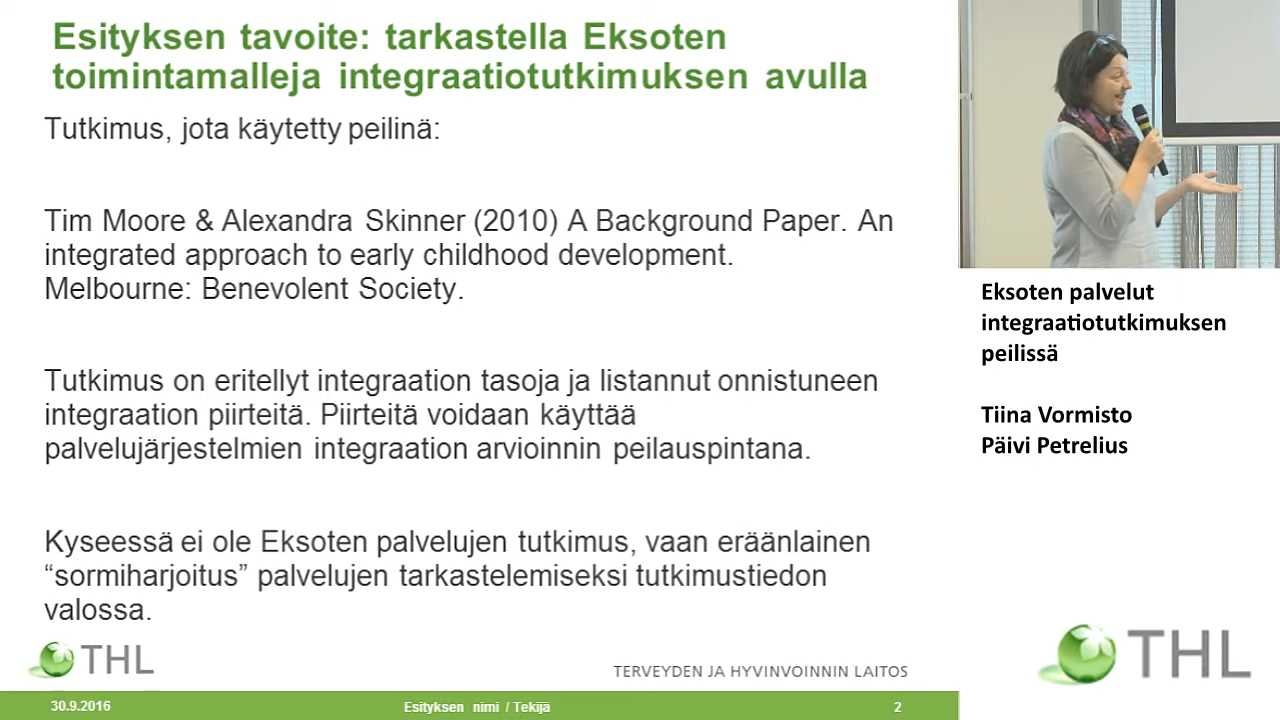 Esityksen tavoite: tarkastella Eksoten
toimintamalleja integraatiotutkimuksen avulla
Tutkimus, jota käytetty peilinä:
Tim Moore & Alexandra Skinner (2010) A Background Paper. An
integrated approach to early childhood development.
Melbourne: Benevolent Society.
Tutkimus on eritellyt integraation tasoja ja listannut onnistuneen
integraation piirteitä. Piirteitä voidaan käyttää
palvelujärjestelmien integraation arvioinnin peilauspintana.
Kyseessä ei ole Eksoten palvelujen tutkimus, vaan eräänlainen
“sormiharjoitus” palvelujen tarkastelemiseksi tutkimustiedon
valossa.
THL
TERVEYDEN JA HYVINVOINNIN LAITOS
30.9.2016
Esityksen nimi / Tekijä
2
Eksoten palvelut
integraatiotutkimuksen
peilissä
Tiina Vormisto
Päivi Petrelius
THL